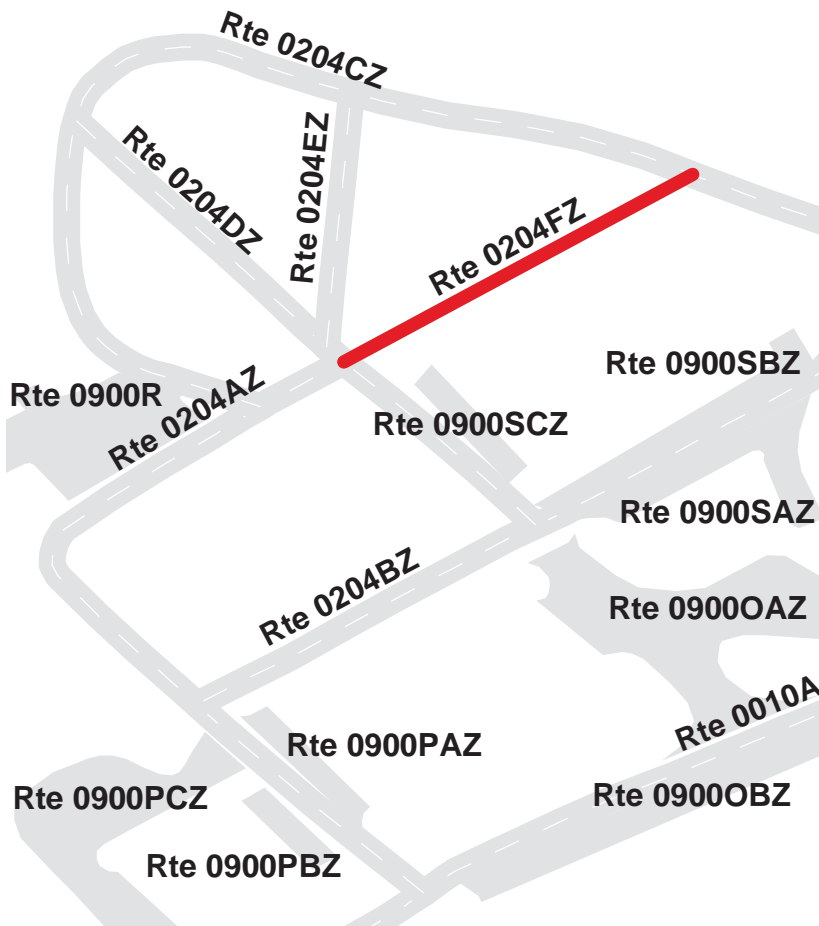 Rte 0204CZ
Rte 0204EZ
Rte 0204DZ
Rte 0204FZ
Rte 0900SBZ
Rte 0900R
Rte 0204AZ
Rte 0900SCZ
Rte 0900SAZ
Rte 0204BZ
Rte 0900OAZ
Rte 0010A
Rte 0900PAZ
Rte 0900PCZ
Rte 0900OBZ
Rte 0900PBZ